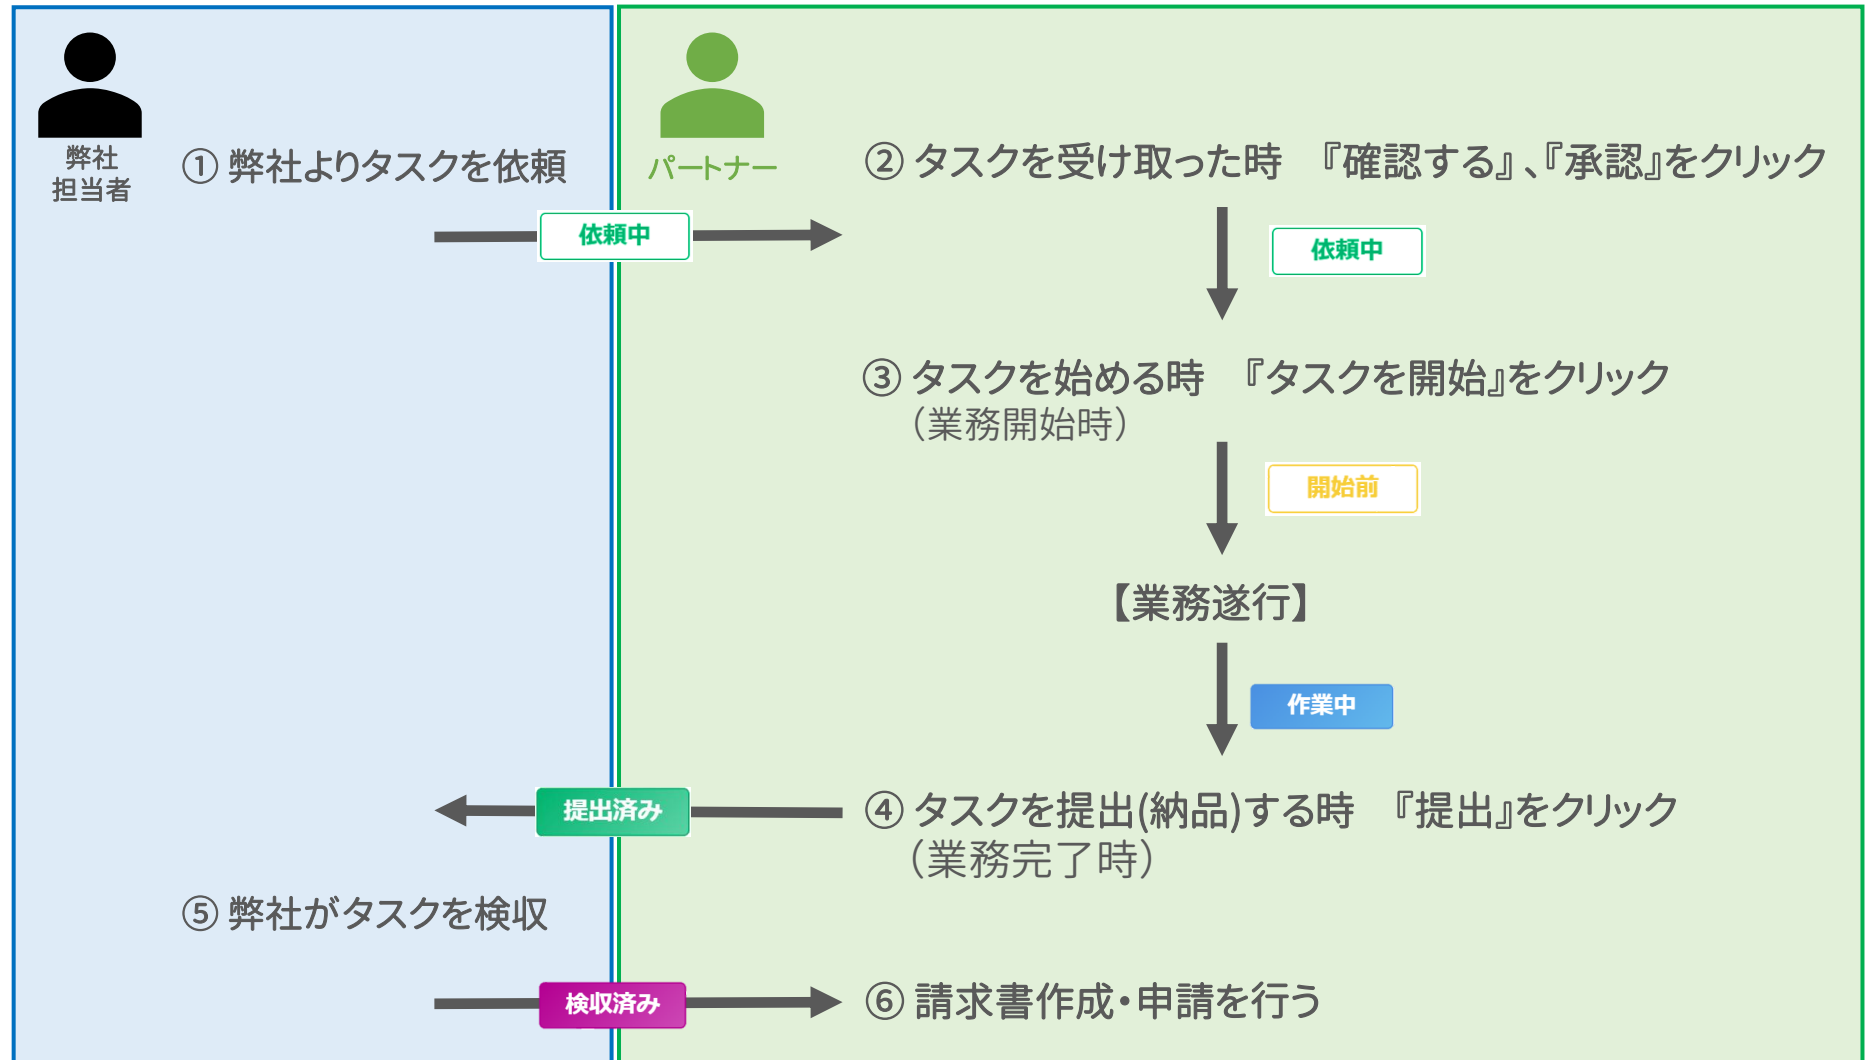 弊社
担当者
① 弊社よりタスクを依頼
パートナー
② タスクを受け取った時　『確認する』、『承認』をクリック
依頼中
依頼中
③ タスクを始める時　『タスクを開始』をクリック
（業務開始時）
開始前
【業務遂行】
作業中
提出済み
④ タスクを提出(納品)する時　『提出』をクリック
（業務完了時）
⑤ 弊社がタスクを検収
検収済み
⑥ 請求書作成・申請を行う